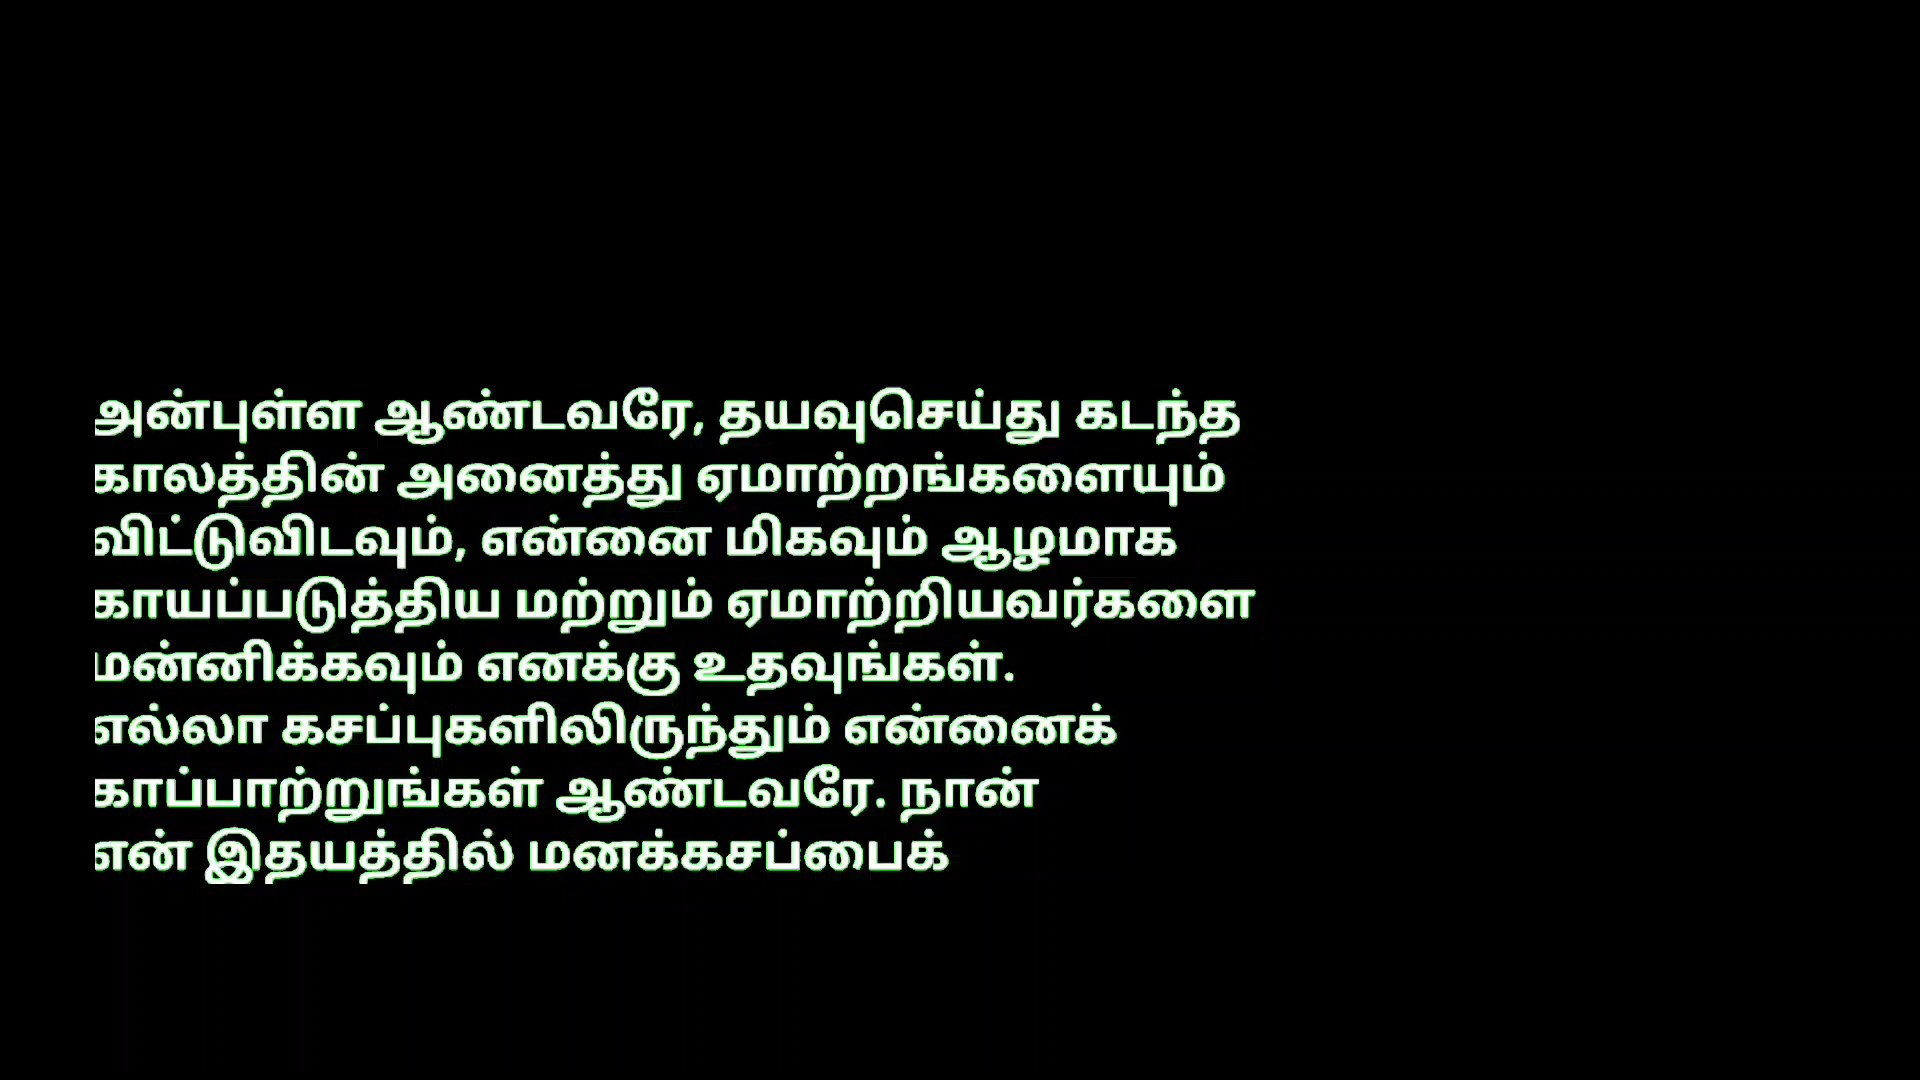 அன்புள்ள ஆண்டவரே, தயவுசெய்து கடந்த
காலத்தின் அனைத்து ஏமாற்றங்களையும்
விட்டுவிடவும், என்னை மிகவும் ஆழமாக
காயப்படுத்திய மற்றும் ஏமாற்றியவர்களை
மன்னிக்கவும் எனக்கு உதவுங்கள்.
எல்லா கசப்புகளிலிருந்தும் என்னைக்
காப்பாற்றுங்கள் ஆண்டவரே. நான்
என் இதயத்தில் மனக்கசப்பைக்